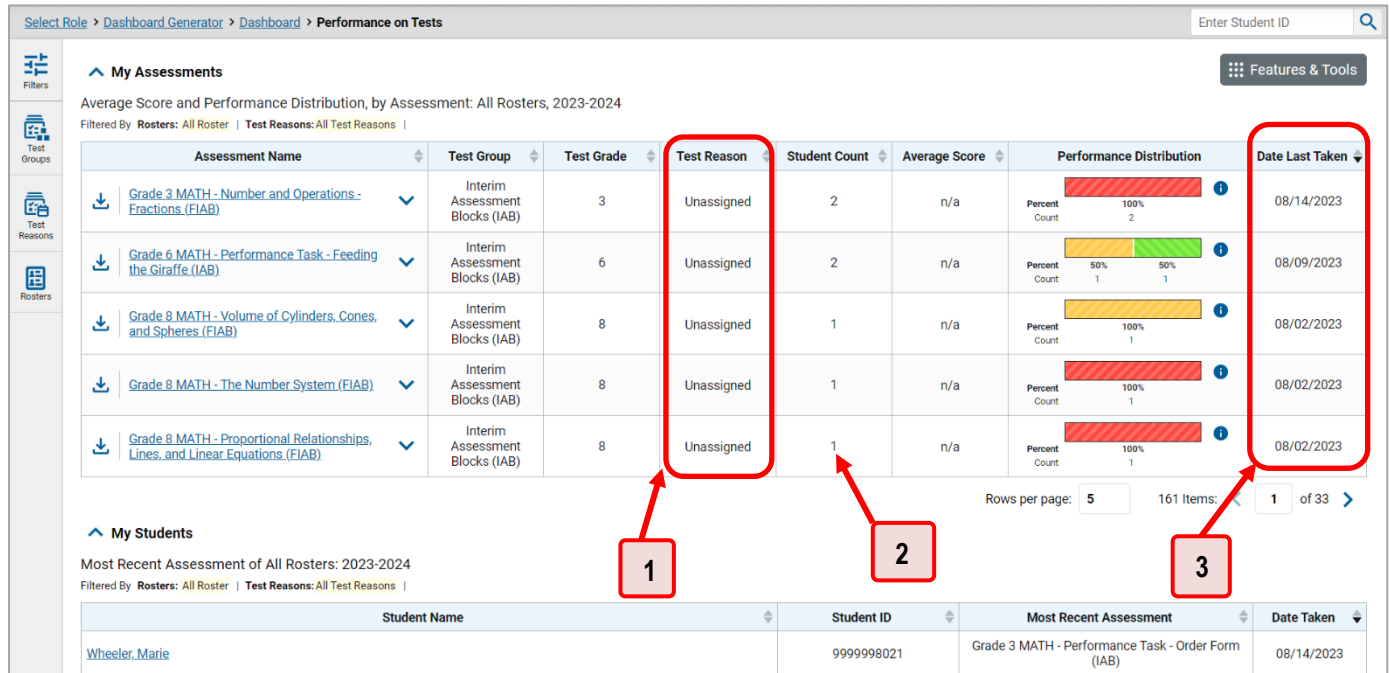 Select Role > Dashboard Generator > Dashboard > Performance on Tests
Enter Student ID
Filters
Test
Groups
Test
Reasons
Rosters
My Assessments
Features & Tools
Average Score and Performance Distribution, by Assessment: All Rosters, 2023-2024
Filtered By Rosters: All Roster | Test Reasons: All Test Reasons |
Assessment Name Test Group Test Grade Test Reason Student Count Average Score Performance Distribution Date Last Taken
Grade 3 MATH - Number and Operations -
Fractions (FIAB)
Interim
Assessment
Blocks (IAB)
3 Unassigned 2 n/a
Percent 100%
Count 2
08/14/2023
Grade 6 MATH - Performance Task - Feeding
the Giraffe (IAB)
Interim
Assessment
Blocks (IAB)
6 Unassigned 2 n/a
Percent 50% 50%
Count 1 1
08/09/2023
Grade 8 MATH - Volume of Cylinders, Cones,
and Spheres (FIAB)
Interim
Assessment
Blocks (IAB)
8 Unassigned 1 n/a
Percent 100%
Count 1
08/02/2023
Grade 8 MATH - The Number System (FIAB)
Interim
Assessment
Blocks (IAB)
8 Unassigned 1 n/a
Percent 100%
Count 1
08/02/2023
Grade 8 MATH - Proportional Relationships,
Lines, and Linear Equations (FIAB)
Interim
Assessment
Blocks (IAB)
8 Unassigned 1 n/a
Percent 100%
Count 1
08/02/2023
Rows per page: 5 161 Items: 1 of 33
1
2
3
My Students
Most Recent Assessment of All Rosters: 2023-2024
Filtered By Rosters: All Roster | Test Reasons: All Test Reasons |
Student Name Student ID Most Recent Assessment Date Taken
Wheeler, Marie 9999998021
Grade 3 MATH - Performance Task - Order Form
(IAB)
08/14/2023